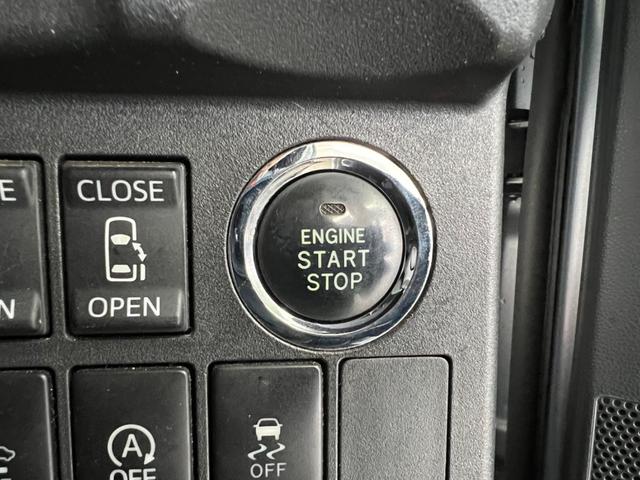 CLOSE
OPEN
ENGINE
START
STOP
A
OFF
OFF